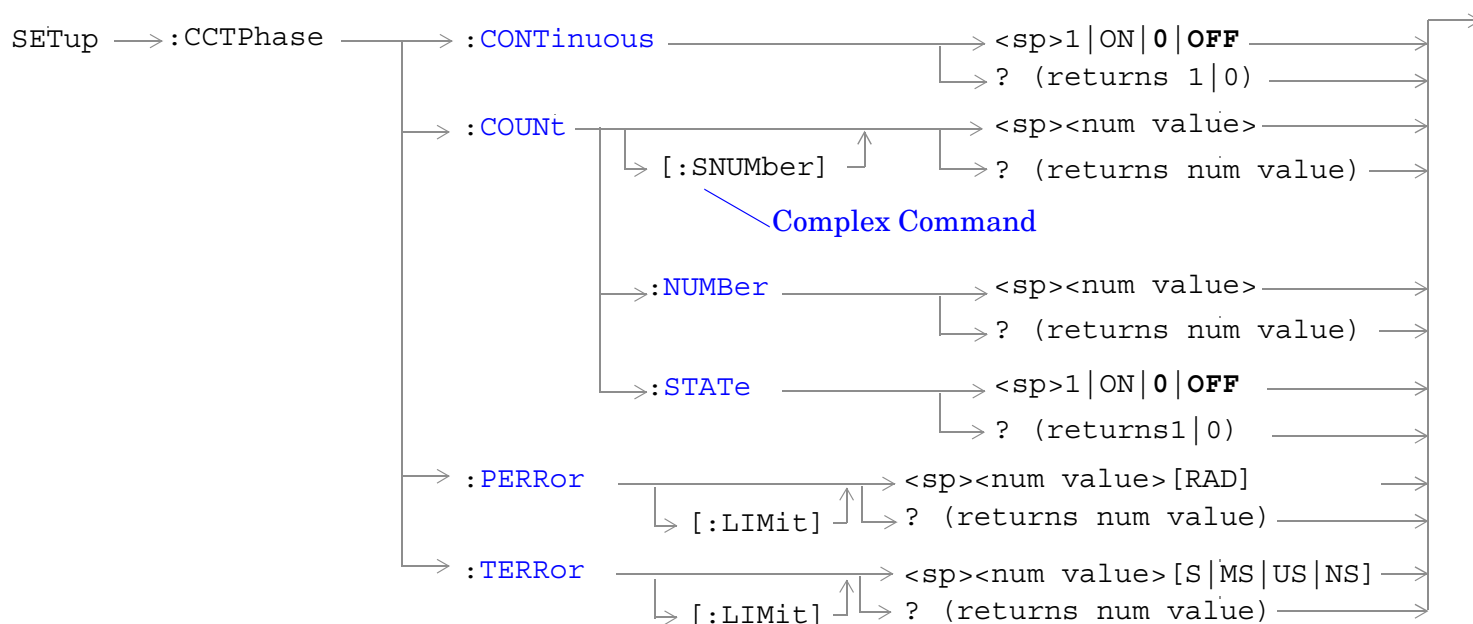 SETup :CCTPhase :CONTinuous <sp>1|ON|0|OFF
? (returns 1|0)
:COUNt <sp><num value>
[:SNUMber] ? (returns num value)
Complex Command
:NUMBer <sp><num value>
? (returns num value)
:STATe <sp>1|ON|0|OFF
? (returns1|0)
:PERRor <sp><num value>[RAD]
[:LIMit] ? (returns num value)
:TERRor <sp><num value>[S|MS|US|NS]
[:LIMit] ? (returns num value)